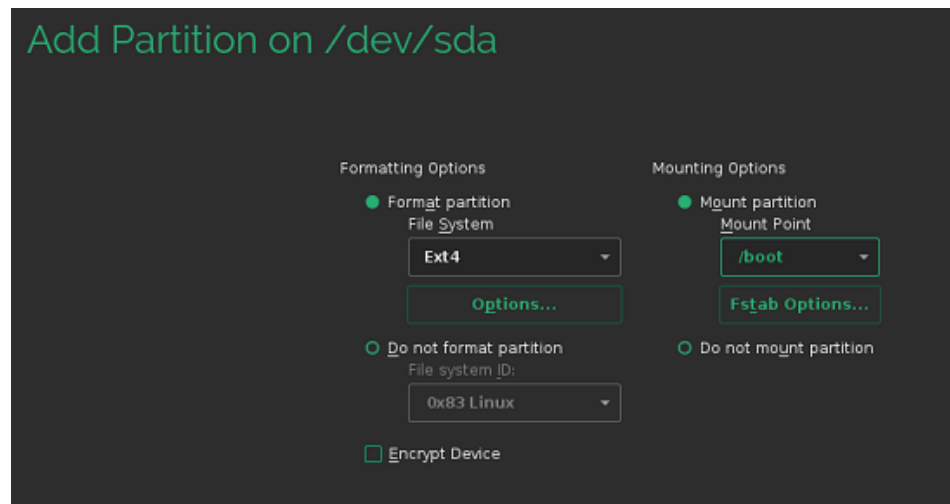 Add Partition on /dev/sda
Formatting Options
Format partition
File System
Ext4
Options...
Do not format partition
File system ID:
0x83 Linux
Encrypt Device
Mounting Options
Mount partition
Mount Point
/boot
Fstab Options...
Do not mount partition